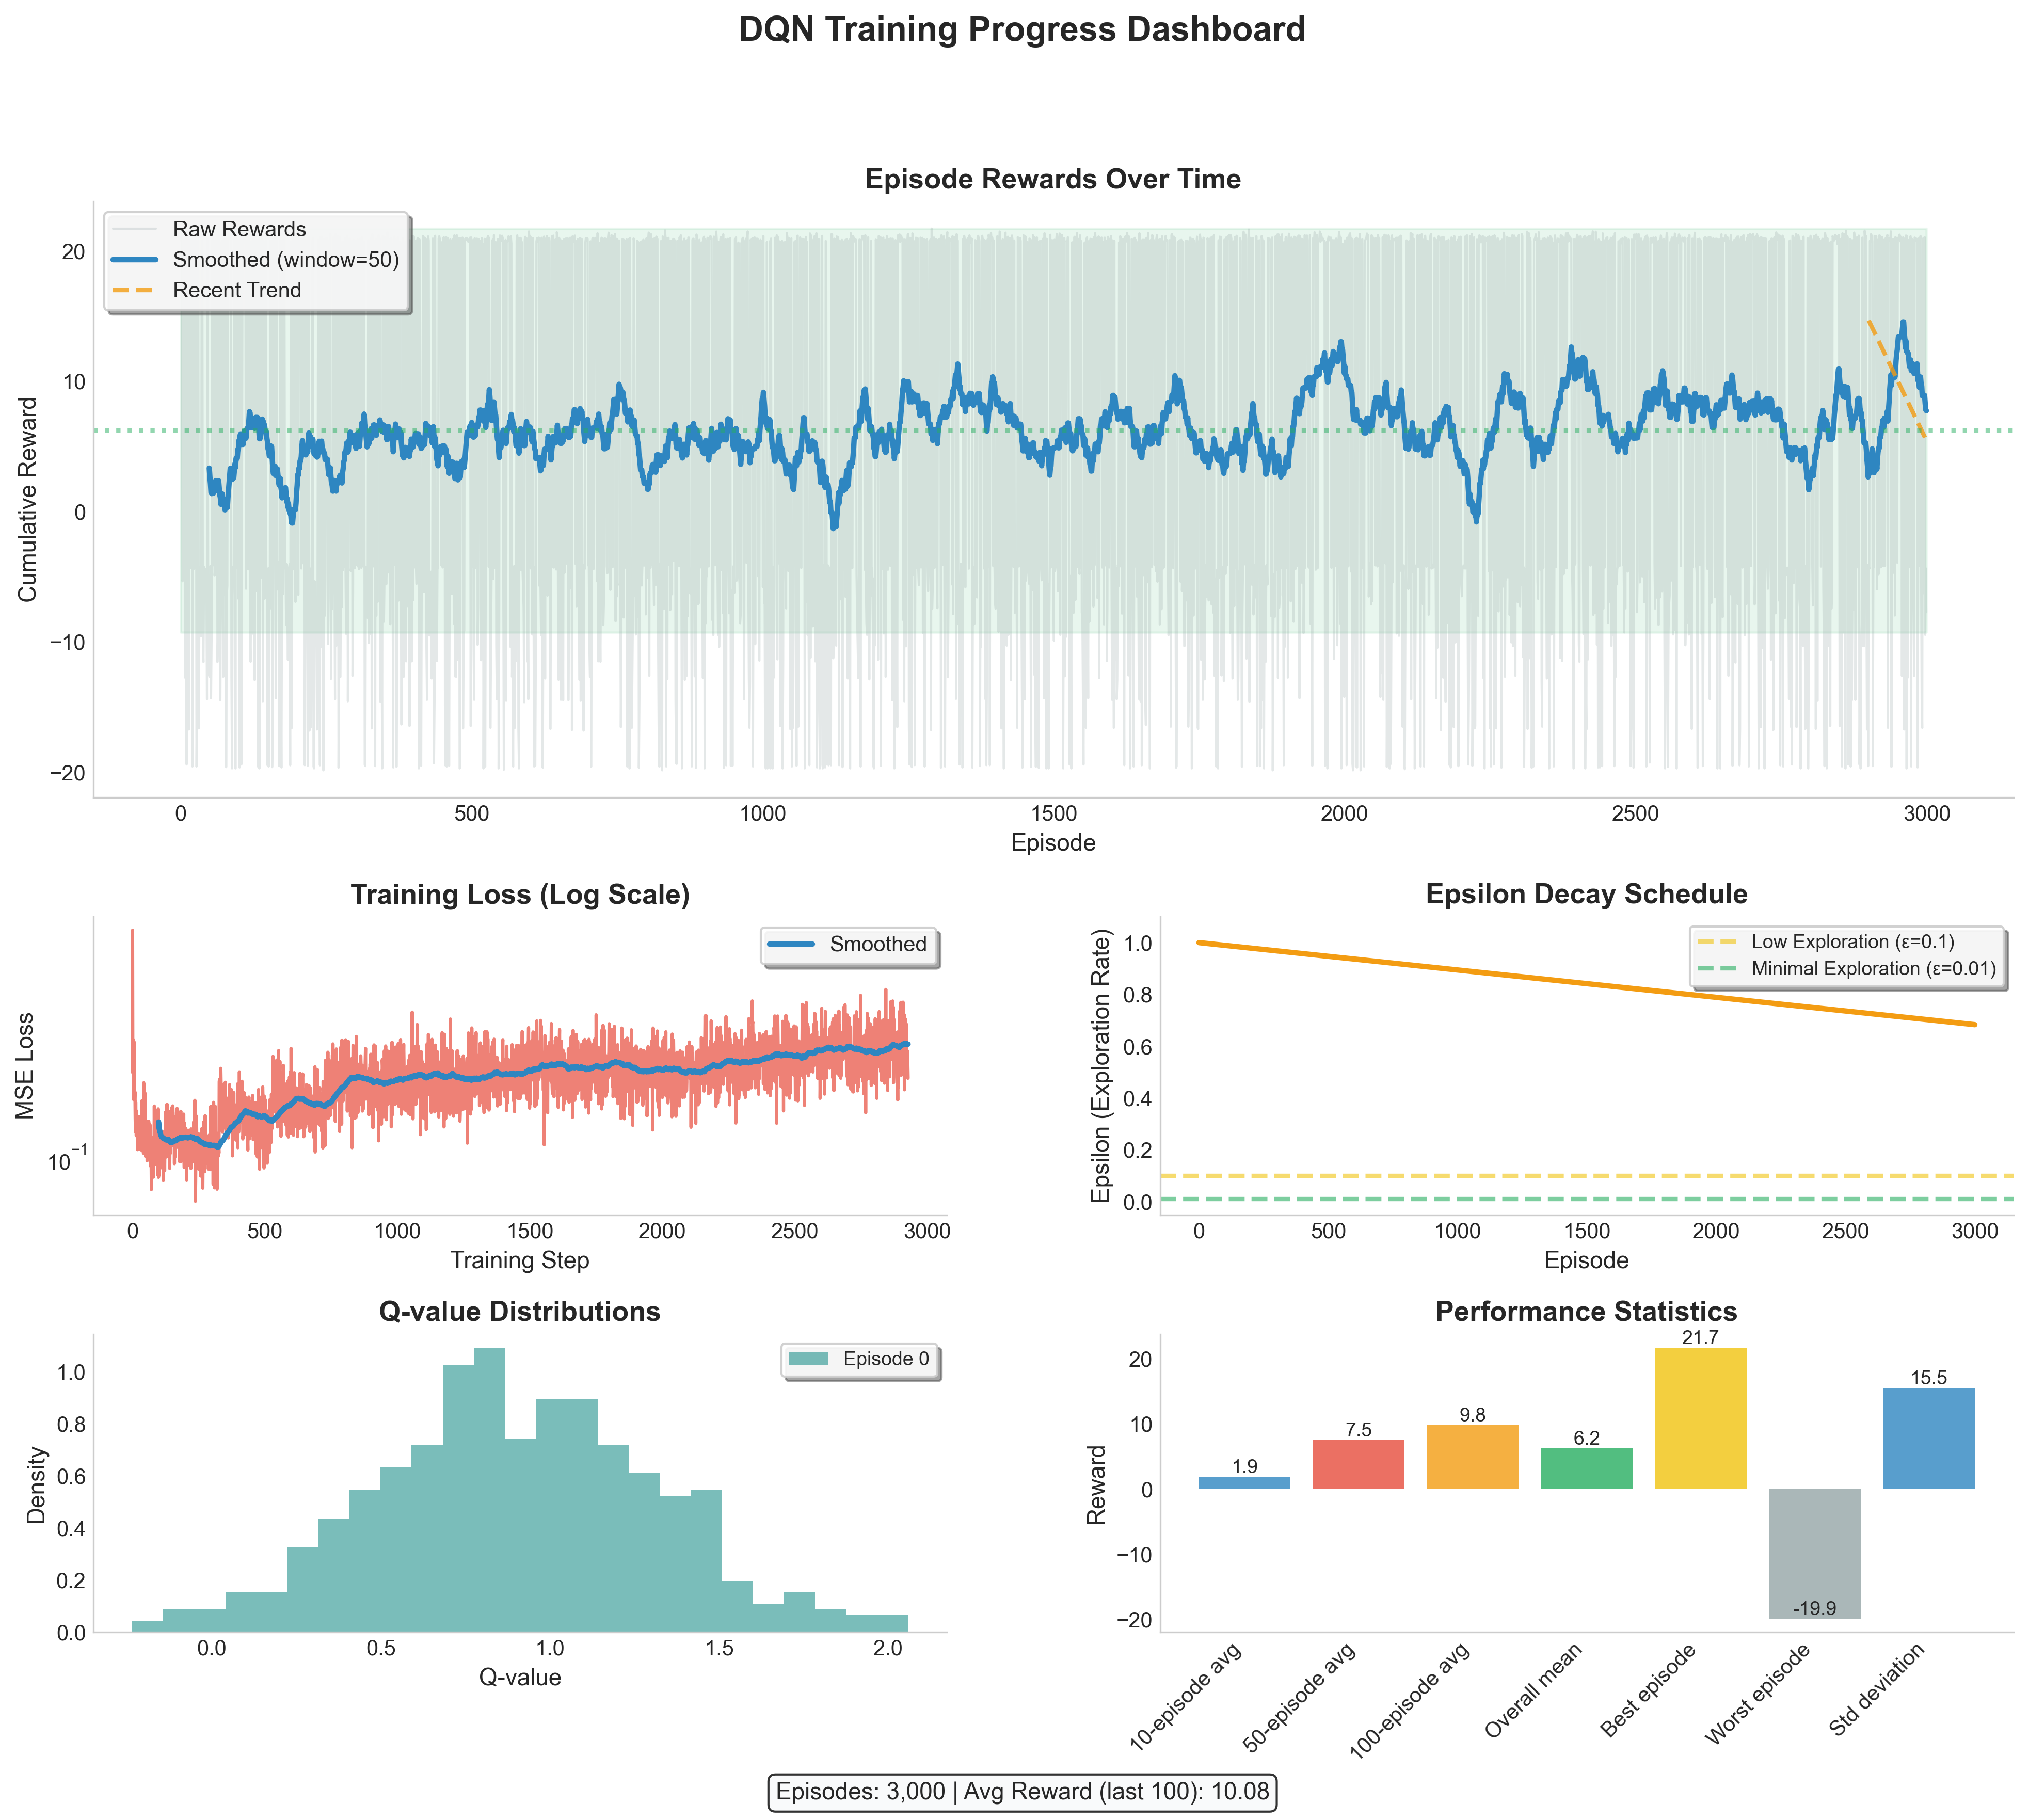 DQN Training Progress Dashboard
Episode Rewards Over Time
Raw Rewards
Smoothed (window=50)
Recent Trend
Cumulative Reward
20
10
0
−10
−20
0 500 1000 1500 2000 2500 3000
Episode
Training Loss (Log Scale)
Smoothed
MSE Loss
10⁻¹
0 500 1000 1500 2000 2500 3000
Training Step
Epsilon Decay Schedule
Low Exploration (ε=0.1)
Minimal Exploration (ε=0.01)
Epsilon (Exploration Rate)
1.0
0.8
0.6
0.4
0.2
0.0
0 500 1000 1500 2000 2500 3000
Episode
Q-value Distributions
Episode 0
Density
1.0
0.8
0.6
0.4
0.2
0.0
0.0 0.5 1.0 1.5 2.0
Q-value
Performance Statistics
Reward
20
10
0
−10
−20
1.9
7.5
9.8
6.2
21.7
-19.9
15.5
10-episode avg
50-episode avg
100-episode avg
Overall mean
Best episode
Worst episode
Std deviation
Episodes: 3,000 | Avg Reward (last 100): 10.08